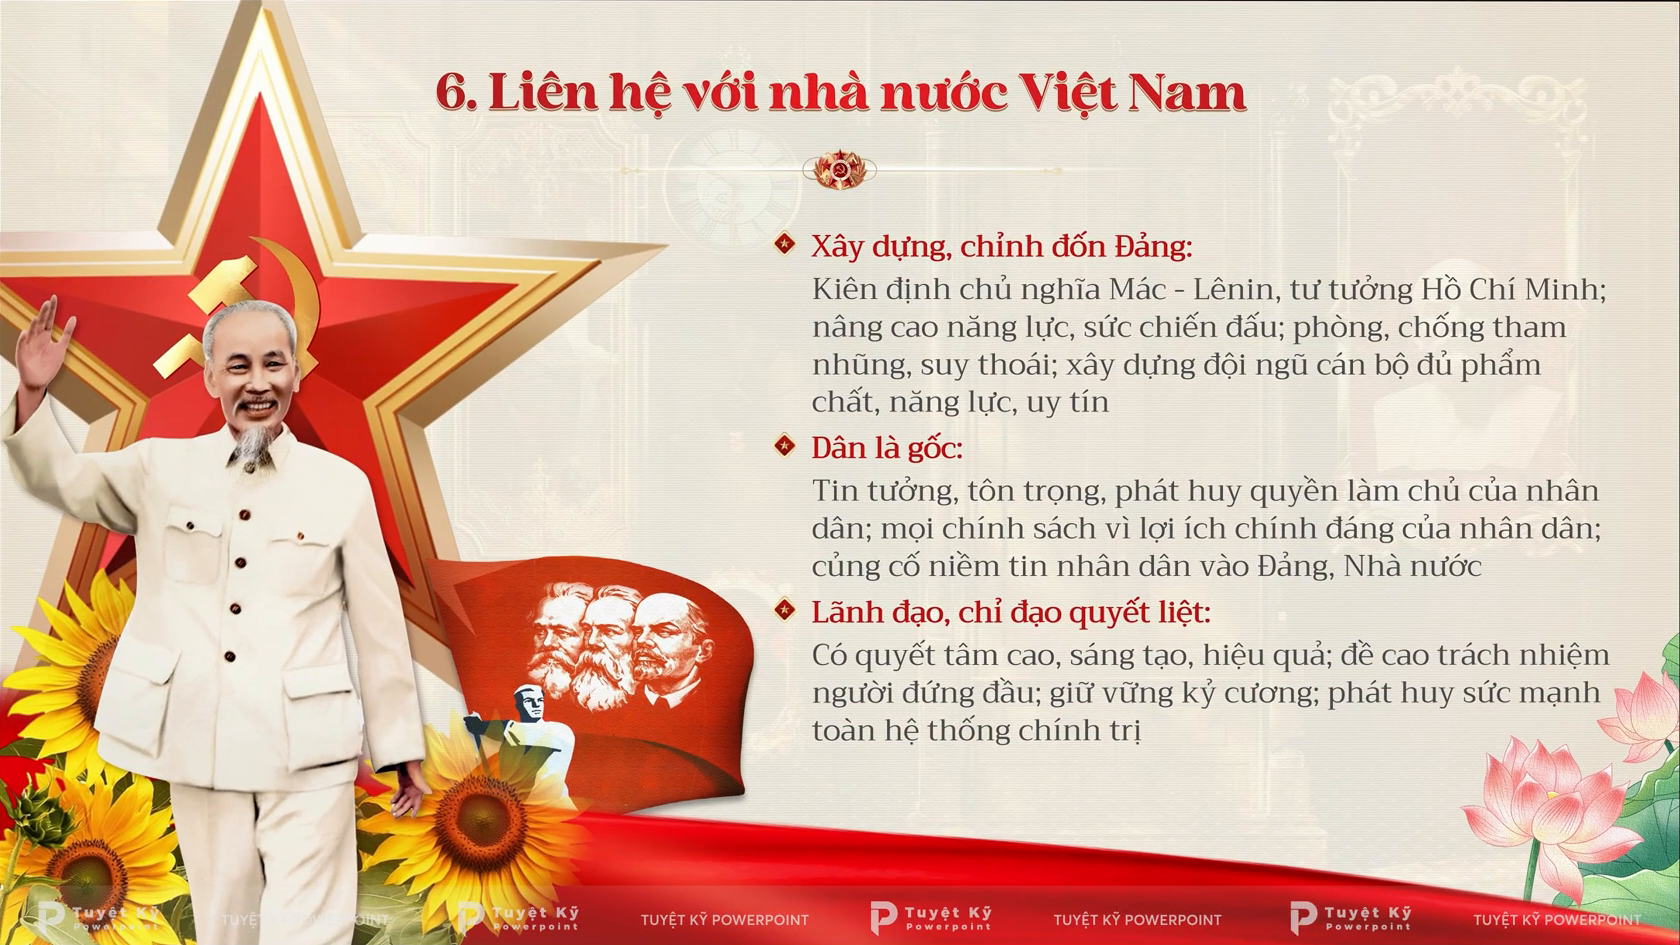 6. Liên hệ với nhà nước Việt Nam
Xây dựng, chỉnh đốn Đảng:
Kiên định chủ nghĩa Mác - Lênin, tư tưởng Hồ Chí Minh;
nâng cao năng lực, sức chiến đấu; phòng, chống tham
nhũng, suy thoái; xây dựng đội ngũ cán bộ đủ phẩm
chất, năng lực, uy tín
Dân là gốc:
Tin tưởng, tôn trọng, phát huy quyền làm chủ của nhân
dân; mọi chính sách vì lợi ích chính đáng của nhân dân;
củng cố niềm tin nhân dân vào Đảng, Nhà nước
Lãnh đạo, chỉ đạo quyết liệt:
Có quyết tâm cao, sáng tạo, hiệu quả; đề cao trách nhiệm
người đứng đầu; giữ vững kỷ cương; phát huy sức mạnh
toàn hệ thống chính trị
Tuyệt Kỹ Powerpoint TUYỆT KỸ POWERPOINT Tuyệt Kỹ Powerpoint TUYỆT KỸ POWERPOINT Tuyệt Kỹ Powerpoint TUYỆT KỸ POWERPOINT Tuyệt Kỹ Powerpoint TUYỆT KỸ POWERPOINT